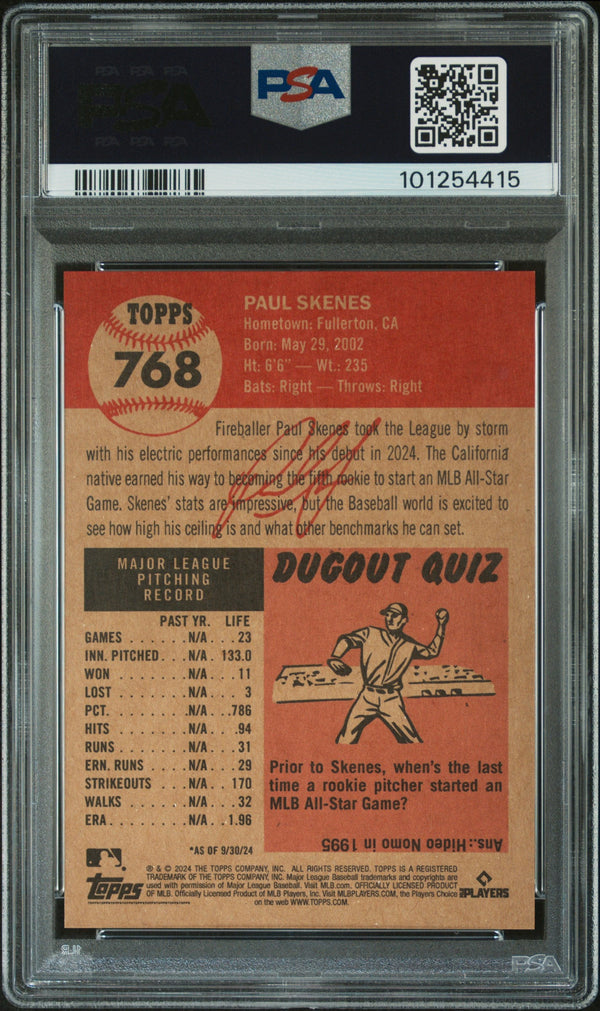 PSA PSA PSA
PSA
PSA PSA PSA
PSA
101254415
TOPPS
768
PAUL SKENES
Hometown: Fullerton, CA
Born: May 29, 2002
Ht: 6'6" — Wt.: 235
Bats: Right — Throws: Right
Fireballer Paul Skenes took the League by storm
with his electric performances since his debut in 2024. The California
native earned his way to becoming the fifth rookie to start an MLB All-Star
Game. Skenes' stats are impressive, but the Baseball world is excited to
see how high his ceiling is and what other benchmarks he can set.
MAJOR LEAGUE
PITCHING
RECORD
PAST YR. LIFE
GAMES . . . . . . .N/A . . .23
INN. PITCHED. . . .N/A . 133.0
WON . . . . . . . .N/A . . .11
LOST . . . . . . . .N/A . . . 3
PCT. . . . . . . . .N/A. . .786
HITS . . . . . . . .N/A. . .94
RUNS . . . . . . . .N/A. . .31
ERN. RUNS . . . . .N/A . . 29
STRIKEOUTS . . . .N/A . . 170
WALKS . . . . . . .N/A. . .32
ERA. . . . . . . . .N/A. . 1.96
*AS OF 9/30/24
DUGOUT QUIZ
Prior to Skenes, when's the last
time a rookie pitcher started an
MLB All-Star Game?
Ans.: Hideo Nomo in 1995
Topps
® & © 2024 THE TOPPS COMPANY, INC. ALL RIGHTS RESERVED. TOPPS IS A REGISTERED
TRADEMARK OF THE TOPPS COMPANY, INC. Major League Baseball trademarks and copyrights are
used with permission of Major League Baseball. Visit MLB.com. OFFICIALLY LICENSED PRODUCT
OF MLB. Officially Licensed Product of MLB Players, Inc. Visit MLBPLAYERS.COM, the Players Choice
on the web WWW.TOPPS.COM.
PLAYERS
PSA